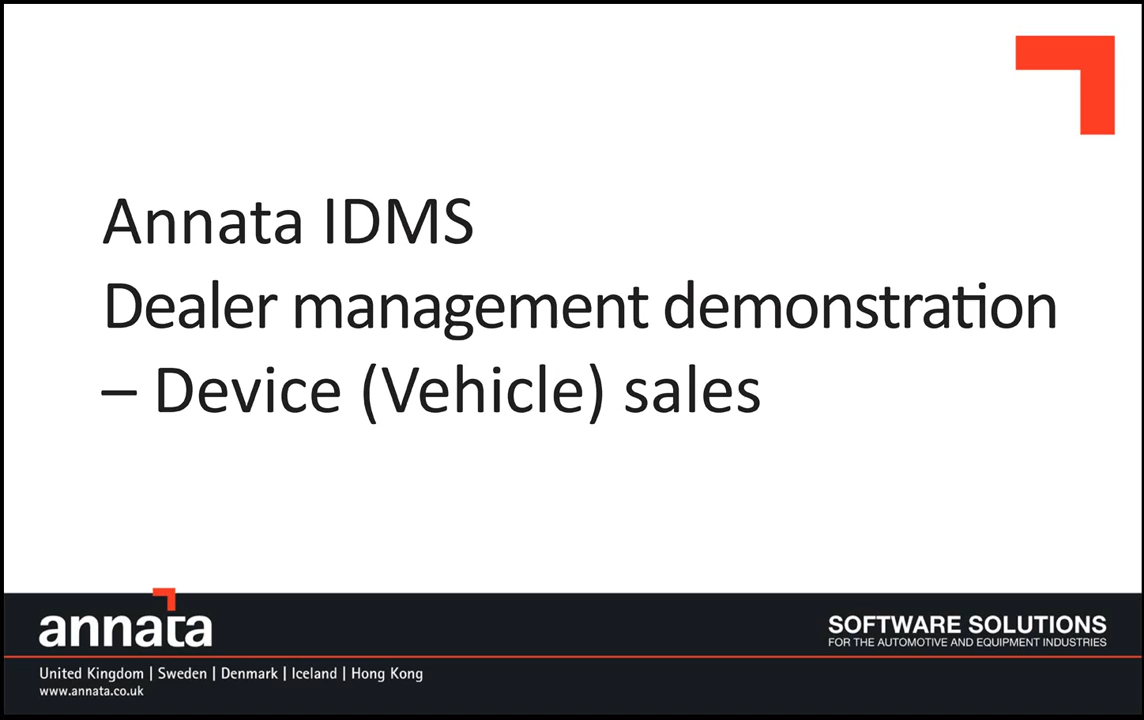 Annata IDMS
Dealer management demonstration
– Device (Vehicle) sales
annata
SOFTWARE SOLUTIONS
FOR THE AUTOMOTIVE AND EQUIPMENT INDUSTRIES
United Kingdom | Sweden | Denmark | Iceland | Hong Kong
www.annata.co.uk